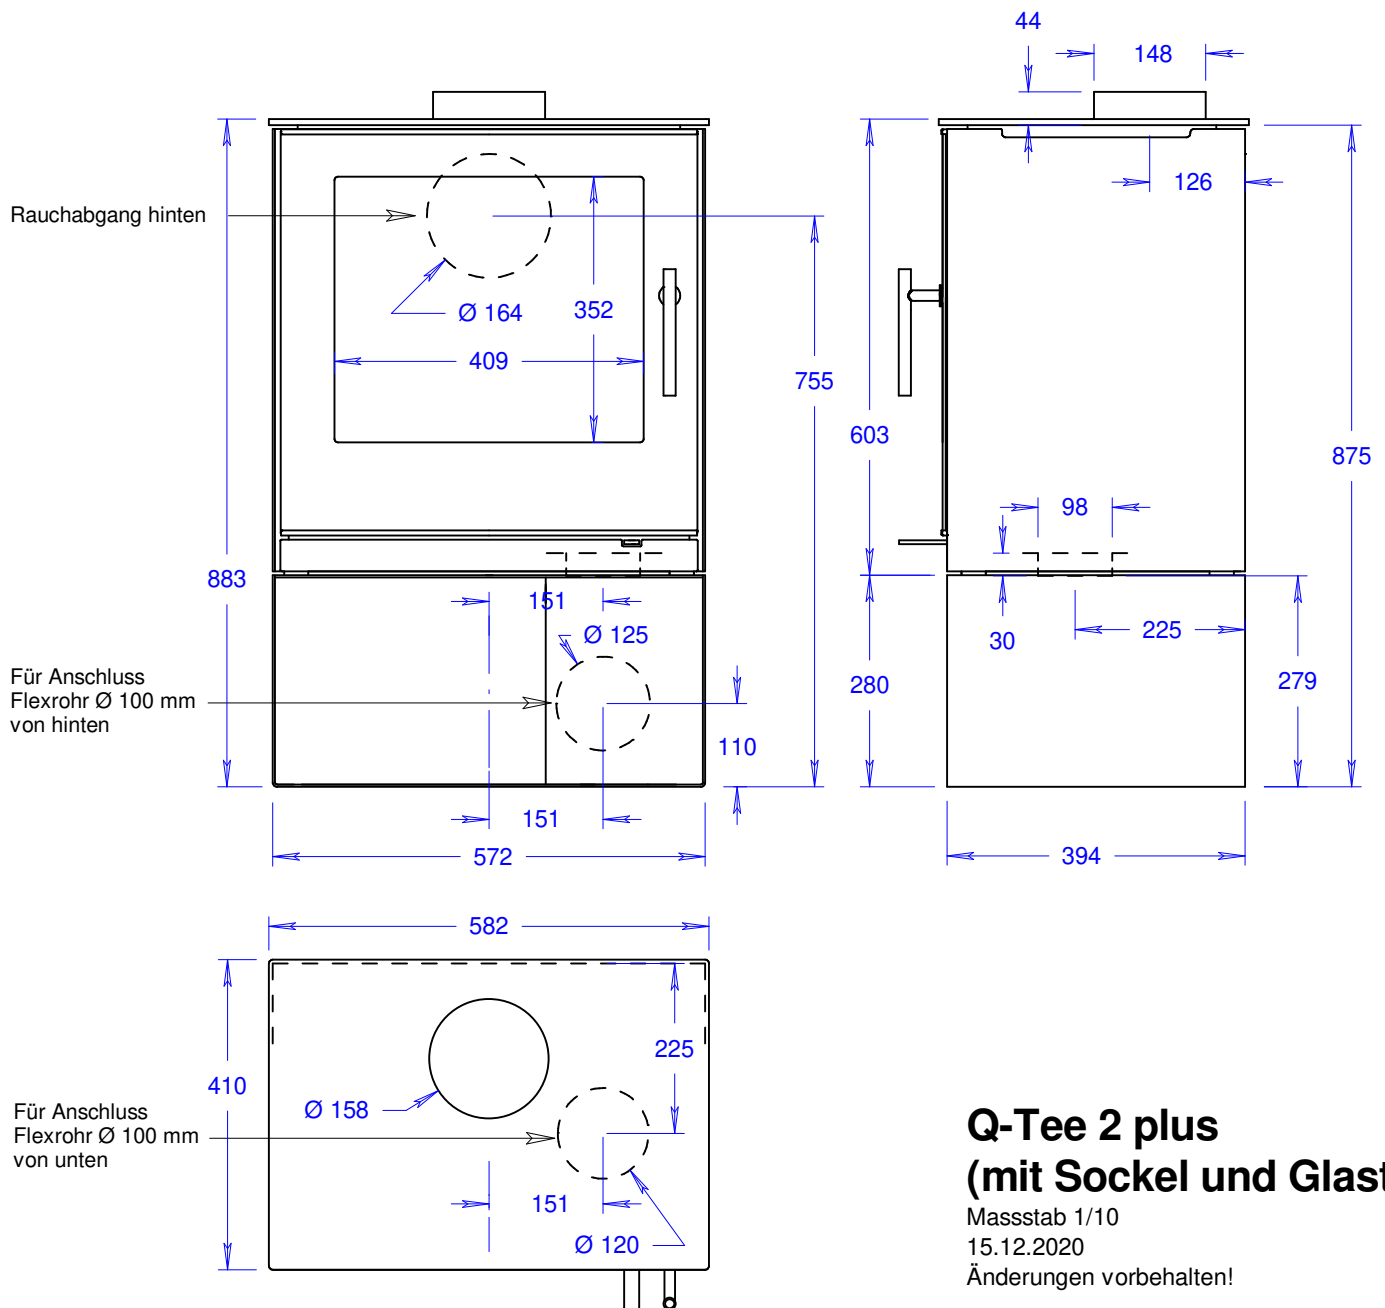 44
148
126
Rauchabgang hinten
Ø 164
352
409
755
603
875
98
883
151
Ø 125
30
225
Für Anschluss
Flexrohr Ø 100 mm
von hinten
280
279
110
151
572
394
582
225
410
Ø 158
Für Anschluss
Flexrohr Ø 100 mm
von unten
151
Ø 120
Q-Tee 2 plus
(mit Sockel und Glast
Massstab 1/10
15.12.2020
Änderungen vorbehalten!